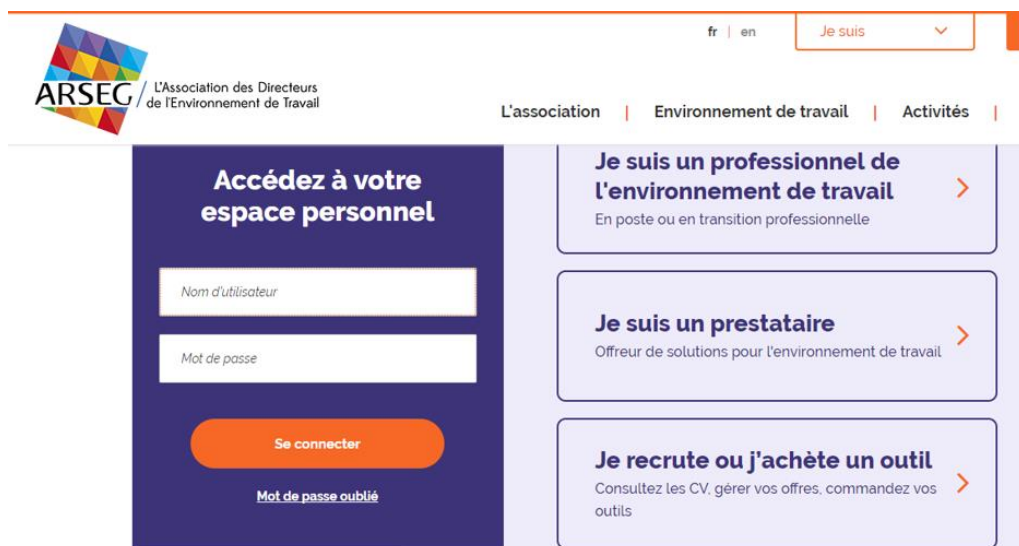 fr | en
Je suis
ARSEG
L'Association des Directeurs
de l'Environnement de Travail
L'association | Environnement de travail | Activités |
Accédez à votre
espace personnel
Nom d'utilisateur
Mot de passe
Se connecter
Mot de passe oublié
Je suis un professionnel de
l'environnement de travail
En poste ou en transition professionnelle
Je suis un prestataire
Offreur de solutions pour l'environnement de travail
Je recrute ou j’achète un outil
Consultez les CV, gérer vos offres, commandez vos
outils